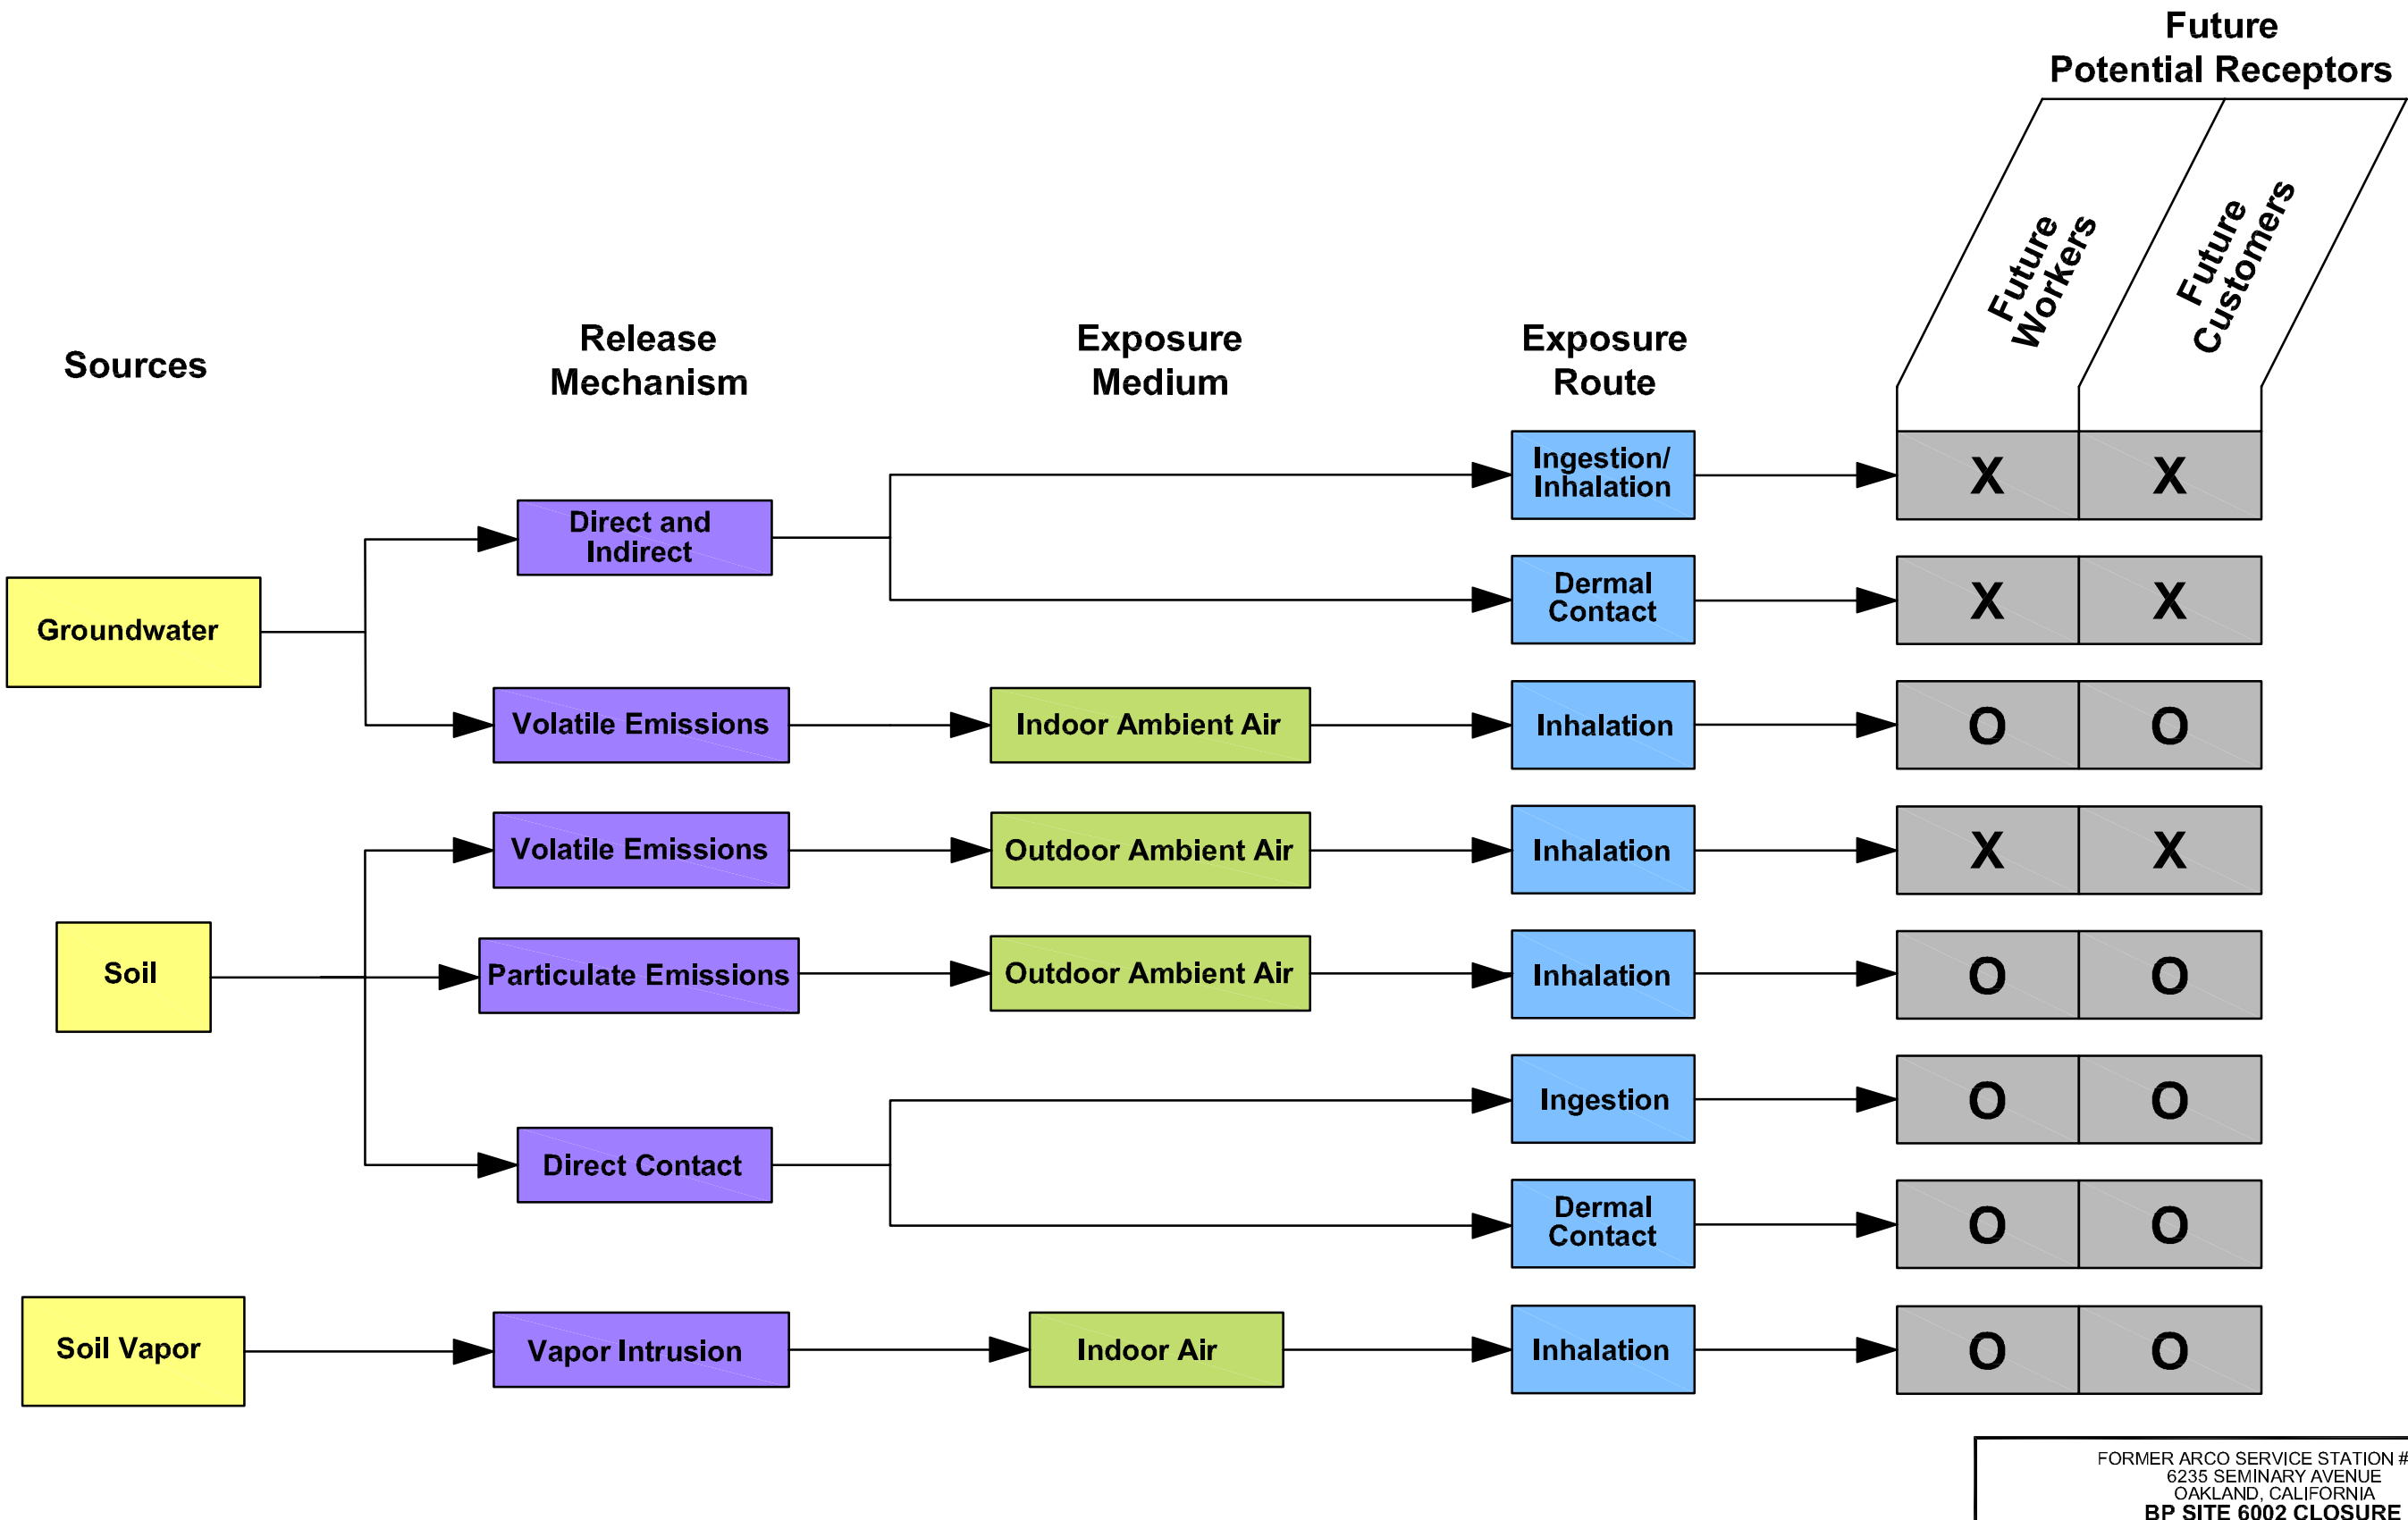 Future
Potential Receptors
Future
Workers
Future
Customers
Sources
Release
Mechanism
Exposure
Medium
Exposure
Route
Ingestion/
Inhalation
X
X
Direct and
Indirect
Dermal
Contact
X
X
Groundwater
Volatile Emissions
Indoor Ambient Air
Inhalation
O
O
Volatile Emissions
Outdoor Ambient Air
Inhalation
X
X
Soil
Particulate Emissions
Outdoor Ambient Air
Inhalation
O
O
Ingestion
O
O
Direct Contact
Dermal
Contact
O
O
Soil Vapor
Vapor Intrusion
Indoor Air
Inhalation
O
O
FORMER ARCO SERVICE STATION #
6235 SEMINARY AVENUE
OAKLAND, CALIFORNIA
BP SITE 6002 CLOSURE